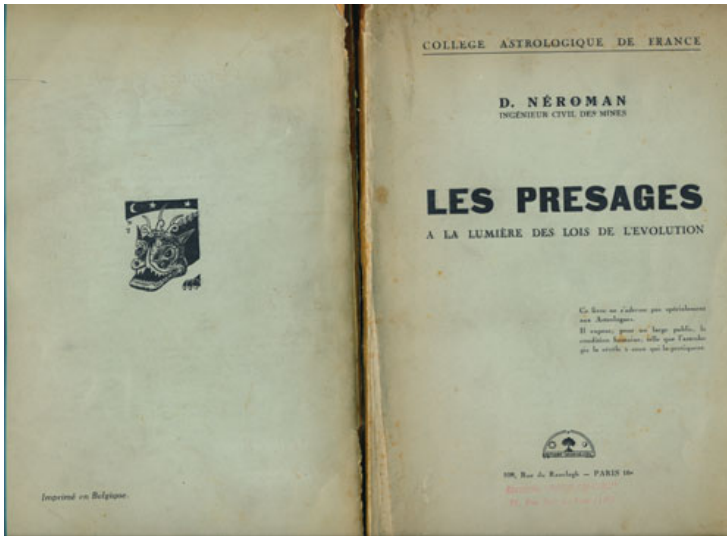 Imprimé en Belgique.
COLLEGE ASTROLOGIQUE DE FRANCE
D. NÉROMAN
INGÉNIEUR CIVIL DES MINES
LES PRESAGES
A LA LUMIÈRE DES LOIS DE L'EVOLUTION
Ce livre ne s'adresse pas spécialement
aux Astrologues.
Il expose, pour un large public, la
condition humaine, telle que l'astrolo
gie la révèle à ceux qui la pratiquent.
Rue du Ranelagh — PARIS 16e